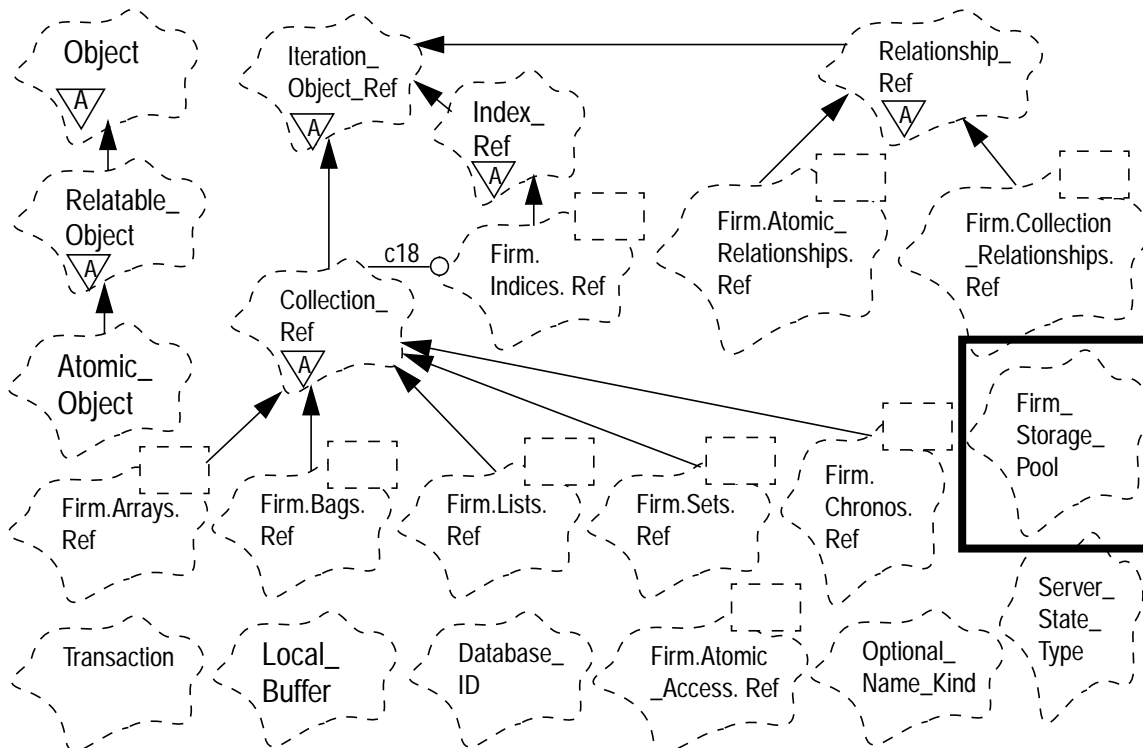 Object
A
Iteration_
Object_Ref
A
Relationship_
Ref
A
Index_
Ref
A
Relatable_
Object
A
Firm.
Indices. Ref
Firm.Atomic_
Relationships.
Ref
Firm.Collection
_Relationships.
Ref
c18
Collection_
Ref
A
Atomic_
Object
Firm_
Storage_
Pool
Firm.Arrays.
Ref
Firm.Bags.
Ref
Firm.Lists.
Ref
Firm.Sets.
Ref
Firm.
Chronos.
Ref
Server_
State_
Type
Transaction
Local_
Buffer
Database_
ID
Firm.Atomic
_Access. Ref
Optional_
Name_Kind